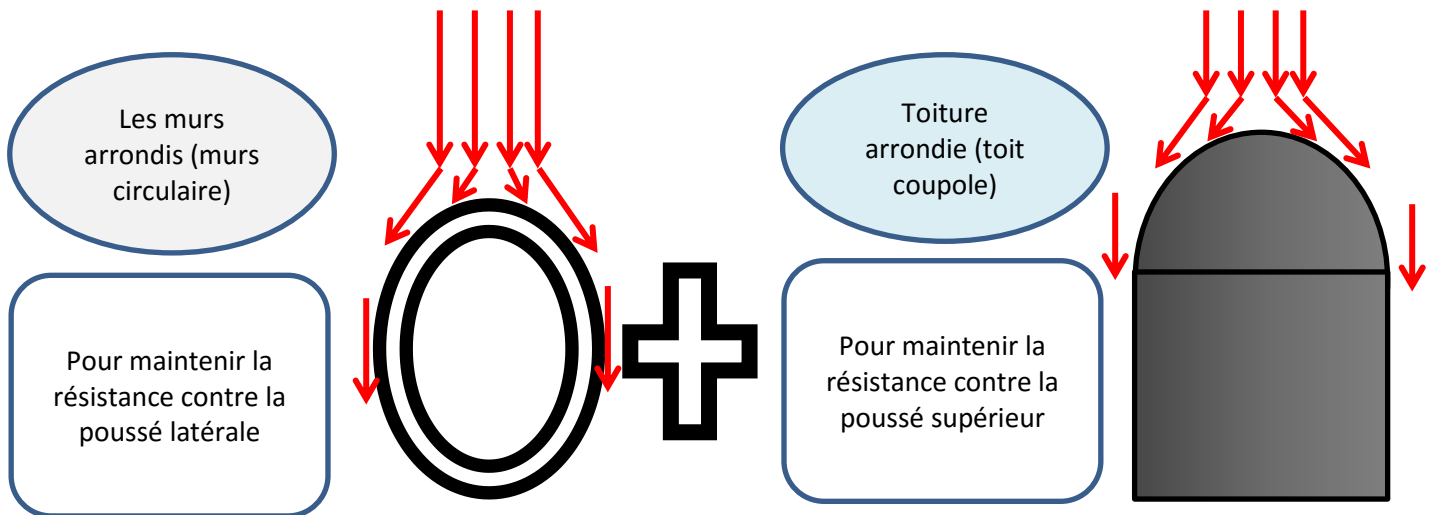 Les murs
arrondis (murs
circulaire)
Pour maintenir la
résistance contre la
poussé latérale
Toiture
arrondie (toit
coupole)
Pour maintenir la
résistance contre la
poussé supérieur